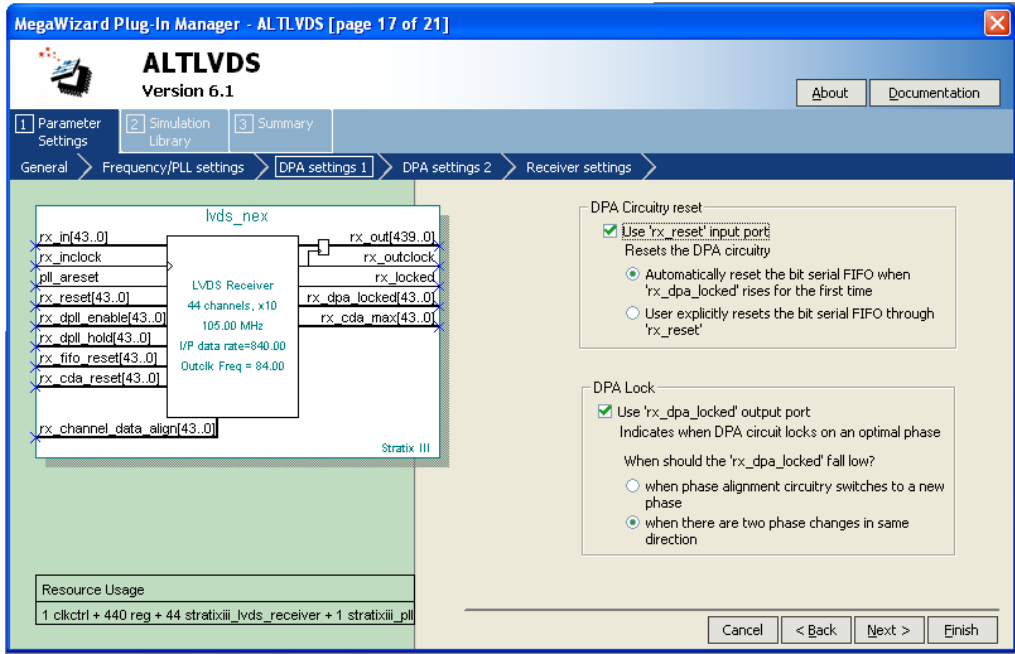 MegaWizard Plug-In Manager - ALTLVDS [page 17 of 21]
ALTLVDS
Version 6.1
About
Documentation
1 Parameter Settings
2 Simulation Library
3 Summary
General
Frequency/PLL settings
DPA settings 1
DPA settings 2
Receiver settings
lvds_nex
rx_in[43..0]
rx_inclock
pll_areset
rx_reset[43..0]
rx_dpll_enable[43..0]
rx_dpll_hold[43..0]
rx_fifo_reset[43..0]
rx_cda_reset[43..0]
rx_channel_data_align[43..0]
LVDS Receiver
44 channels, x10
105.00 MHz
I/P data rate=840.00
Outclk Freq = 84.00
rx_out[439..0]
rx_outclock
rx_locked
rx_dpa_locked[43..0]
rx_cda_max[43..0]
Stratix III
Resource Usage
1 clkctrl + 440 reg + 44 stratixiii_lvds_receiver + 1 stratixiii_pll
DPA Circuitry reset
Use 'rx_reset' input port
Resets the DPA circuitry
Automatically reset the bit serial FIFO when
'rx_dpa_locked' rises for the first time
User explicitly resets the bit serial FIFO through
'rx_reset'
DPA Lock
Use 'rx_dpa_locked' output port
Indicates when DPA circuit locks on an optimal phase
When should the 'rx_dpa_locked' fall low?
when phase alignment circuitry switches to a new
phase
when there are two phase changes in same
direction
Cancel
< Back
Next >
Finish